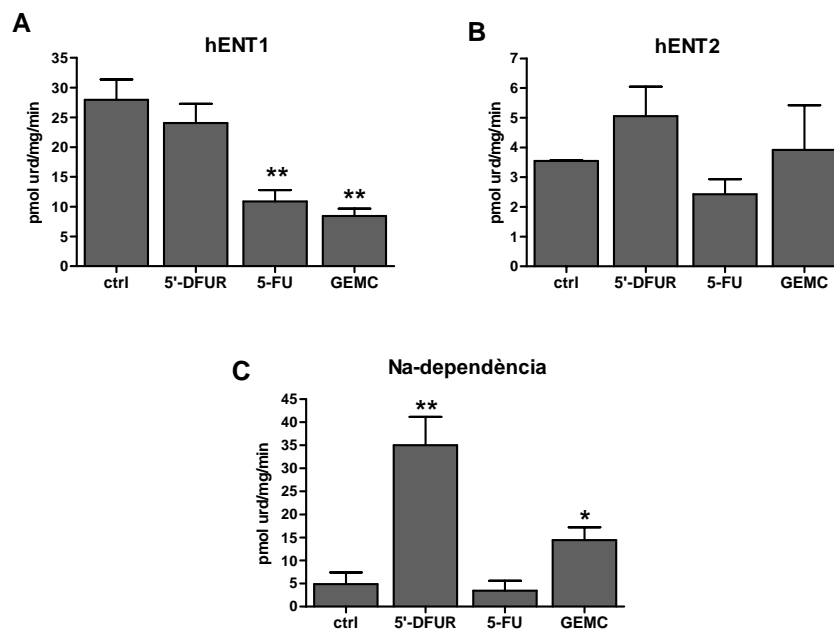 A
hENT1
pmol urd/mg/min
35
30
25
20
15
10
5
0
**
**
ctrl 5'-DFUR 5-FU GEMC
B
hENT2
pmol urd/mg/min
7
6
5
4
3
2
1
0
ctrl 5'-DFUR 5-FU GEMC
C
Na-dependència
pmol urd/mg/min
45
40
35
30
25
20
15
10
5
0
**
*
ctrl 5'-DFUR 5-FU GEMC